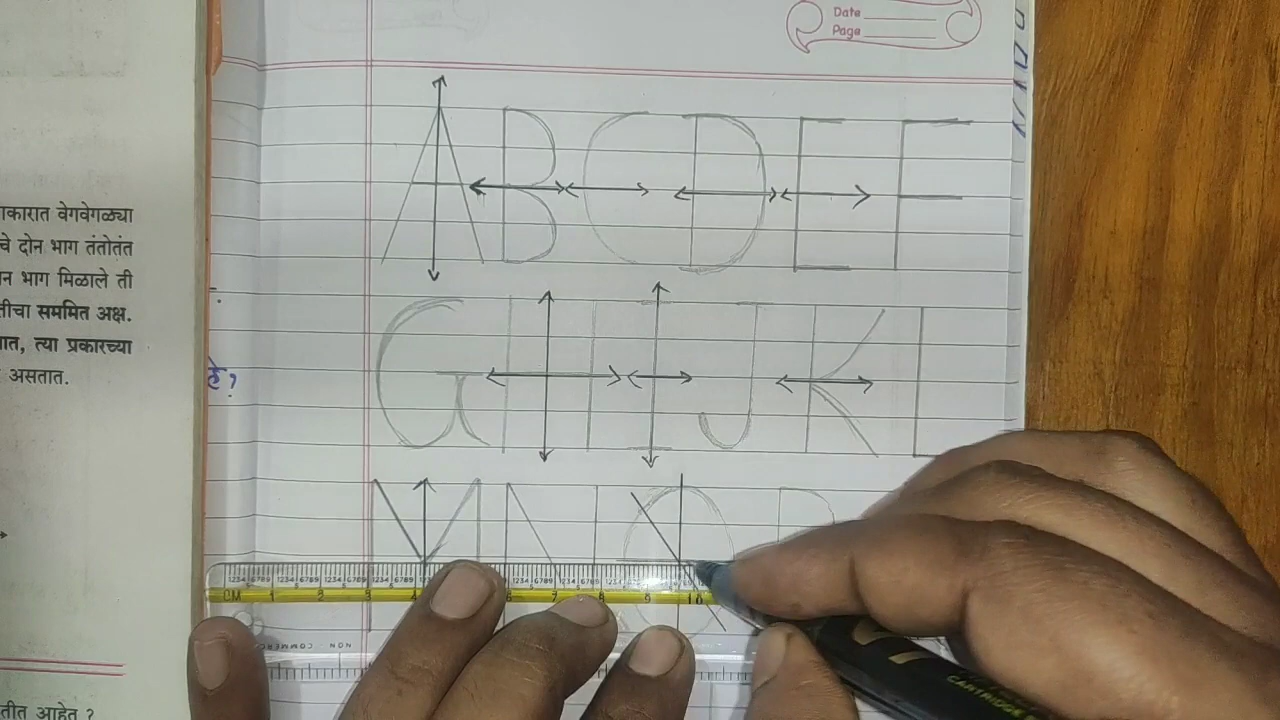 Date
Page
A B C D E F
G H I J K L
M N O P
ाकारात वेगवेगळ्या
चे दोन भाग तंतोतंत
न भाग मिळाले ती
तीचा सममित अक्ष.
ात, त्या प्रकारच्या
असतात.
हे ?
तीत आहेत ?
CM 1 2 3 4 6 7 8 9 10